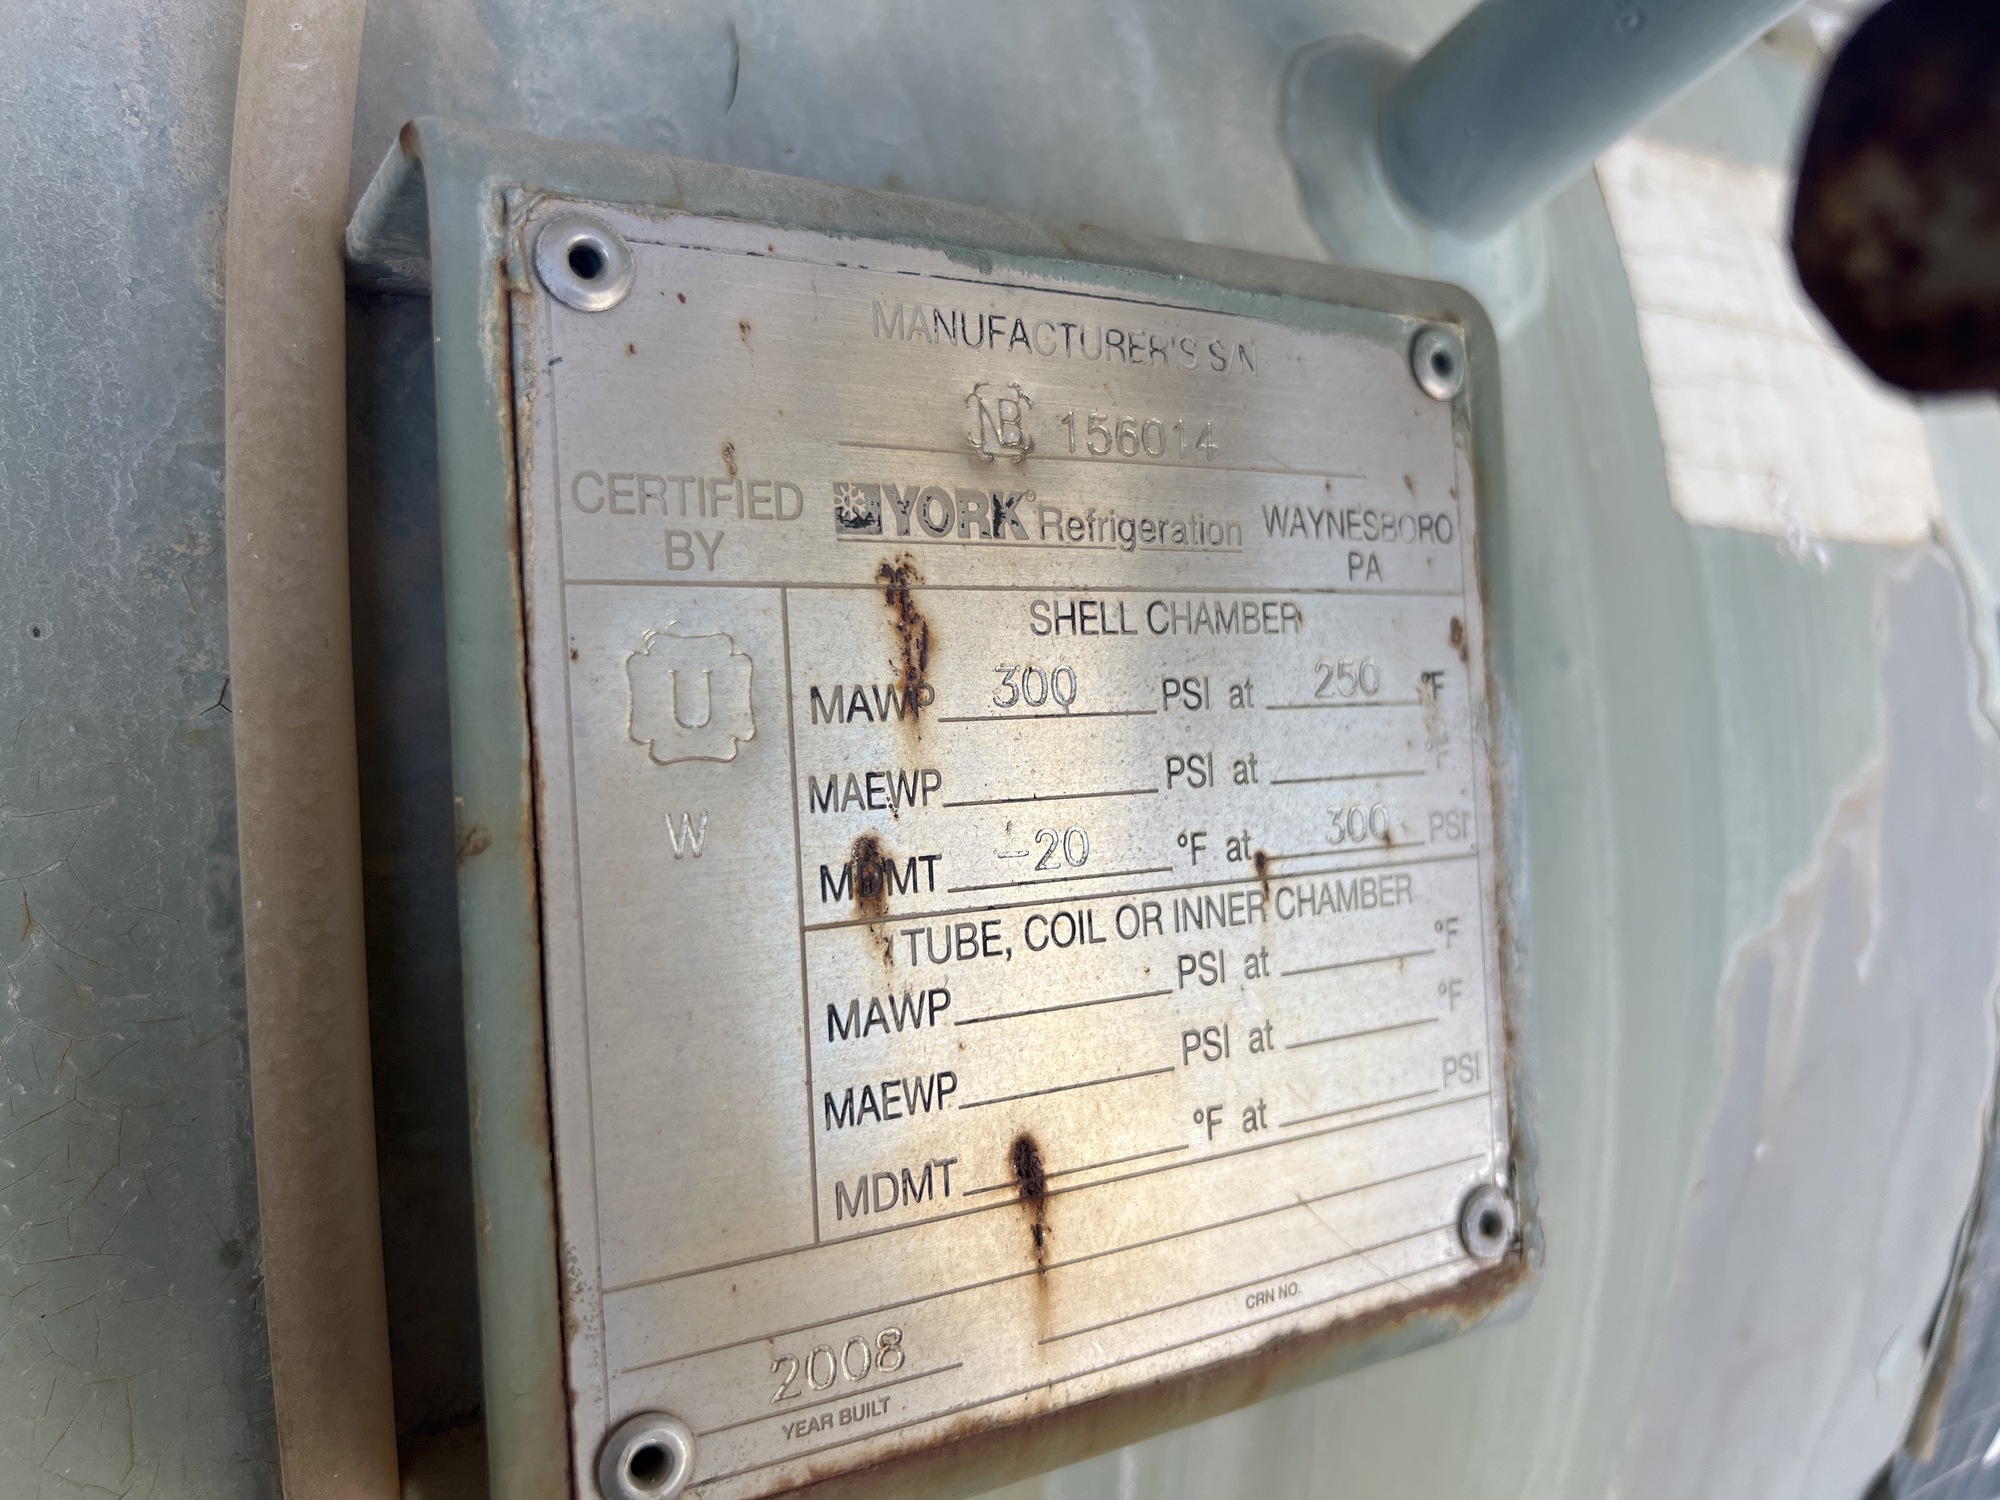 MANUFACTURER'S S/N
NB 156014
CERTIFIED BY YORK® Refrigeration WAYNESBORO PA
U
W
SHELL CHAMBER
MAWP 300 PSI at 250 °F
MAEWP PSI at °F
MDMT -20 °F at 300 PSI
TUBE, COIL OR INNER CHAMBER
MAWP PSI at °F
MAEWP PSI at °F
MDMT °F at PSI
CRN NO.
2008
YEAR BUILT